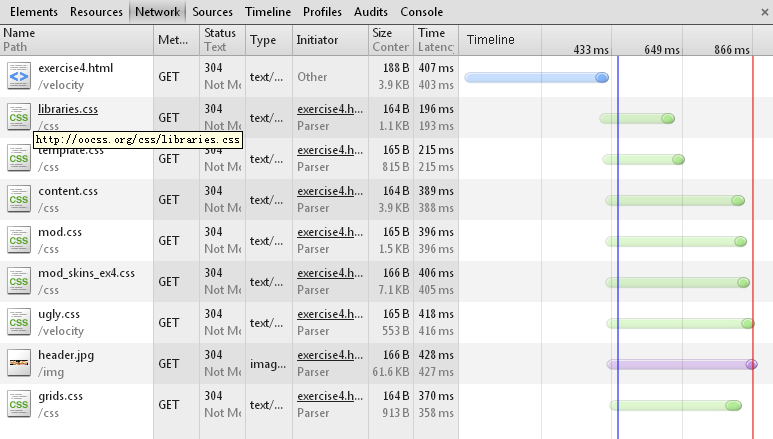 Elements Resources Network Sources Timeline Profiles Audits Console ×
Name Path Met... Status Text Type Initiator Size Conter Time Latency Timeline 433 ms 649 ms 866 ms
exercise4.html GET 304 text/... Other 188 B 407 ms
/velocity Not Mo 3.9 KB 403 ms
libraries.css GET 304 text/... exercise4.h... 164 B 196 ms
/css Not Mo Parser 1.1 KB 193 ms
http://oocss.org/css/libraries.css
template.css GET 304 text/... exercise4.h... 165 B 215 ms
/css Not Mo Parser 815 B 215 ms
content.css GET 304 text/... exercise4.h... 164 B 389 ms
/css Not Mo Parser 3.9 KB 388 ms
mod.css GET 304 text/... exercise4.h... 165 B 396 ms
/css Not Mo Parser 1.5 KB 396 ms
mod_skins_ex4.css GET 304 text/... exercise4.h... 166 B 406 ms
/css Not Mo Parser 7.1 KB 405 ms
ugly.css GET 304 text/... exercise4.h... 165 B 418 ms
/velocity Not Mo Parser 553 B 416 ms
header.jpg GET 304 imag... exercise4.h... 166 B 428 ms
/img Not Mo Parser 61.6 KB 427 ms
grids.css GET 304 text/... exercise4.h... 164 B 370 ms
/css Not Mo Parser 913 B 358 ms